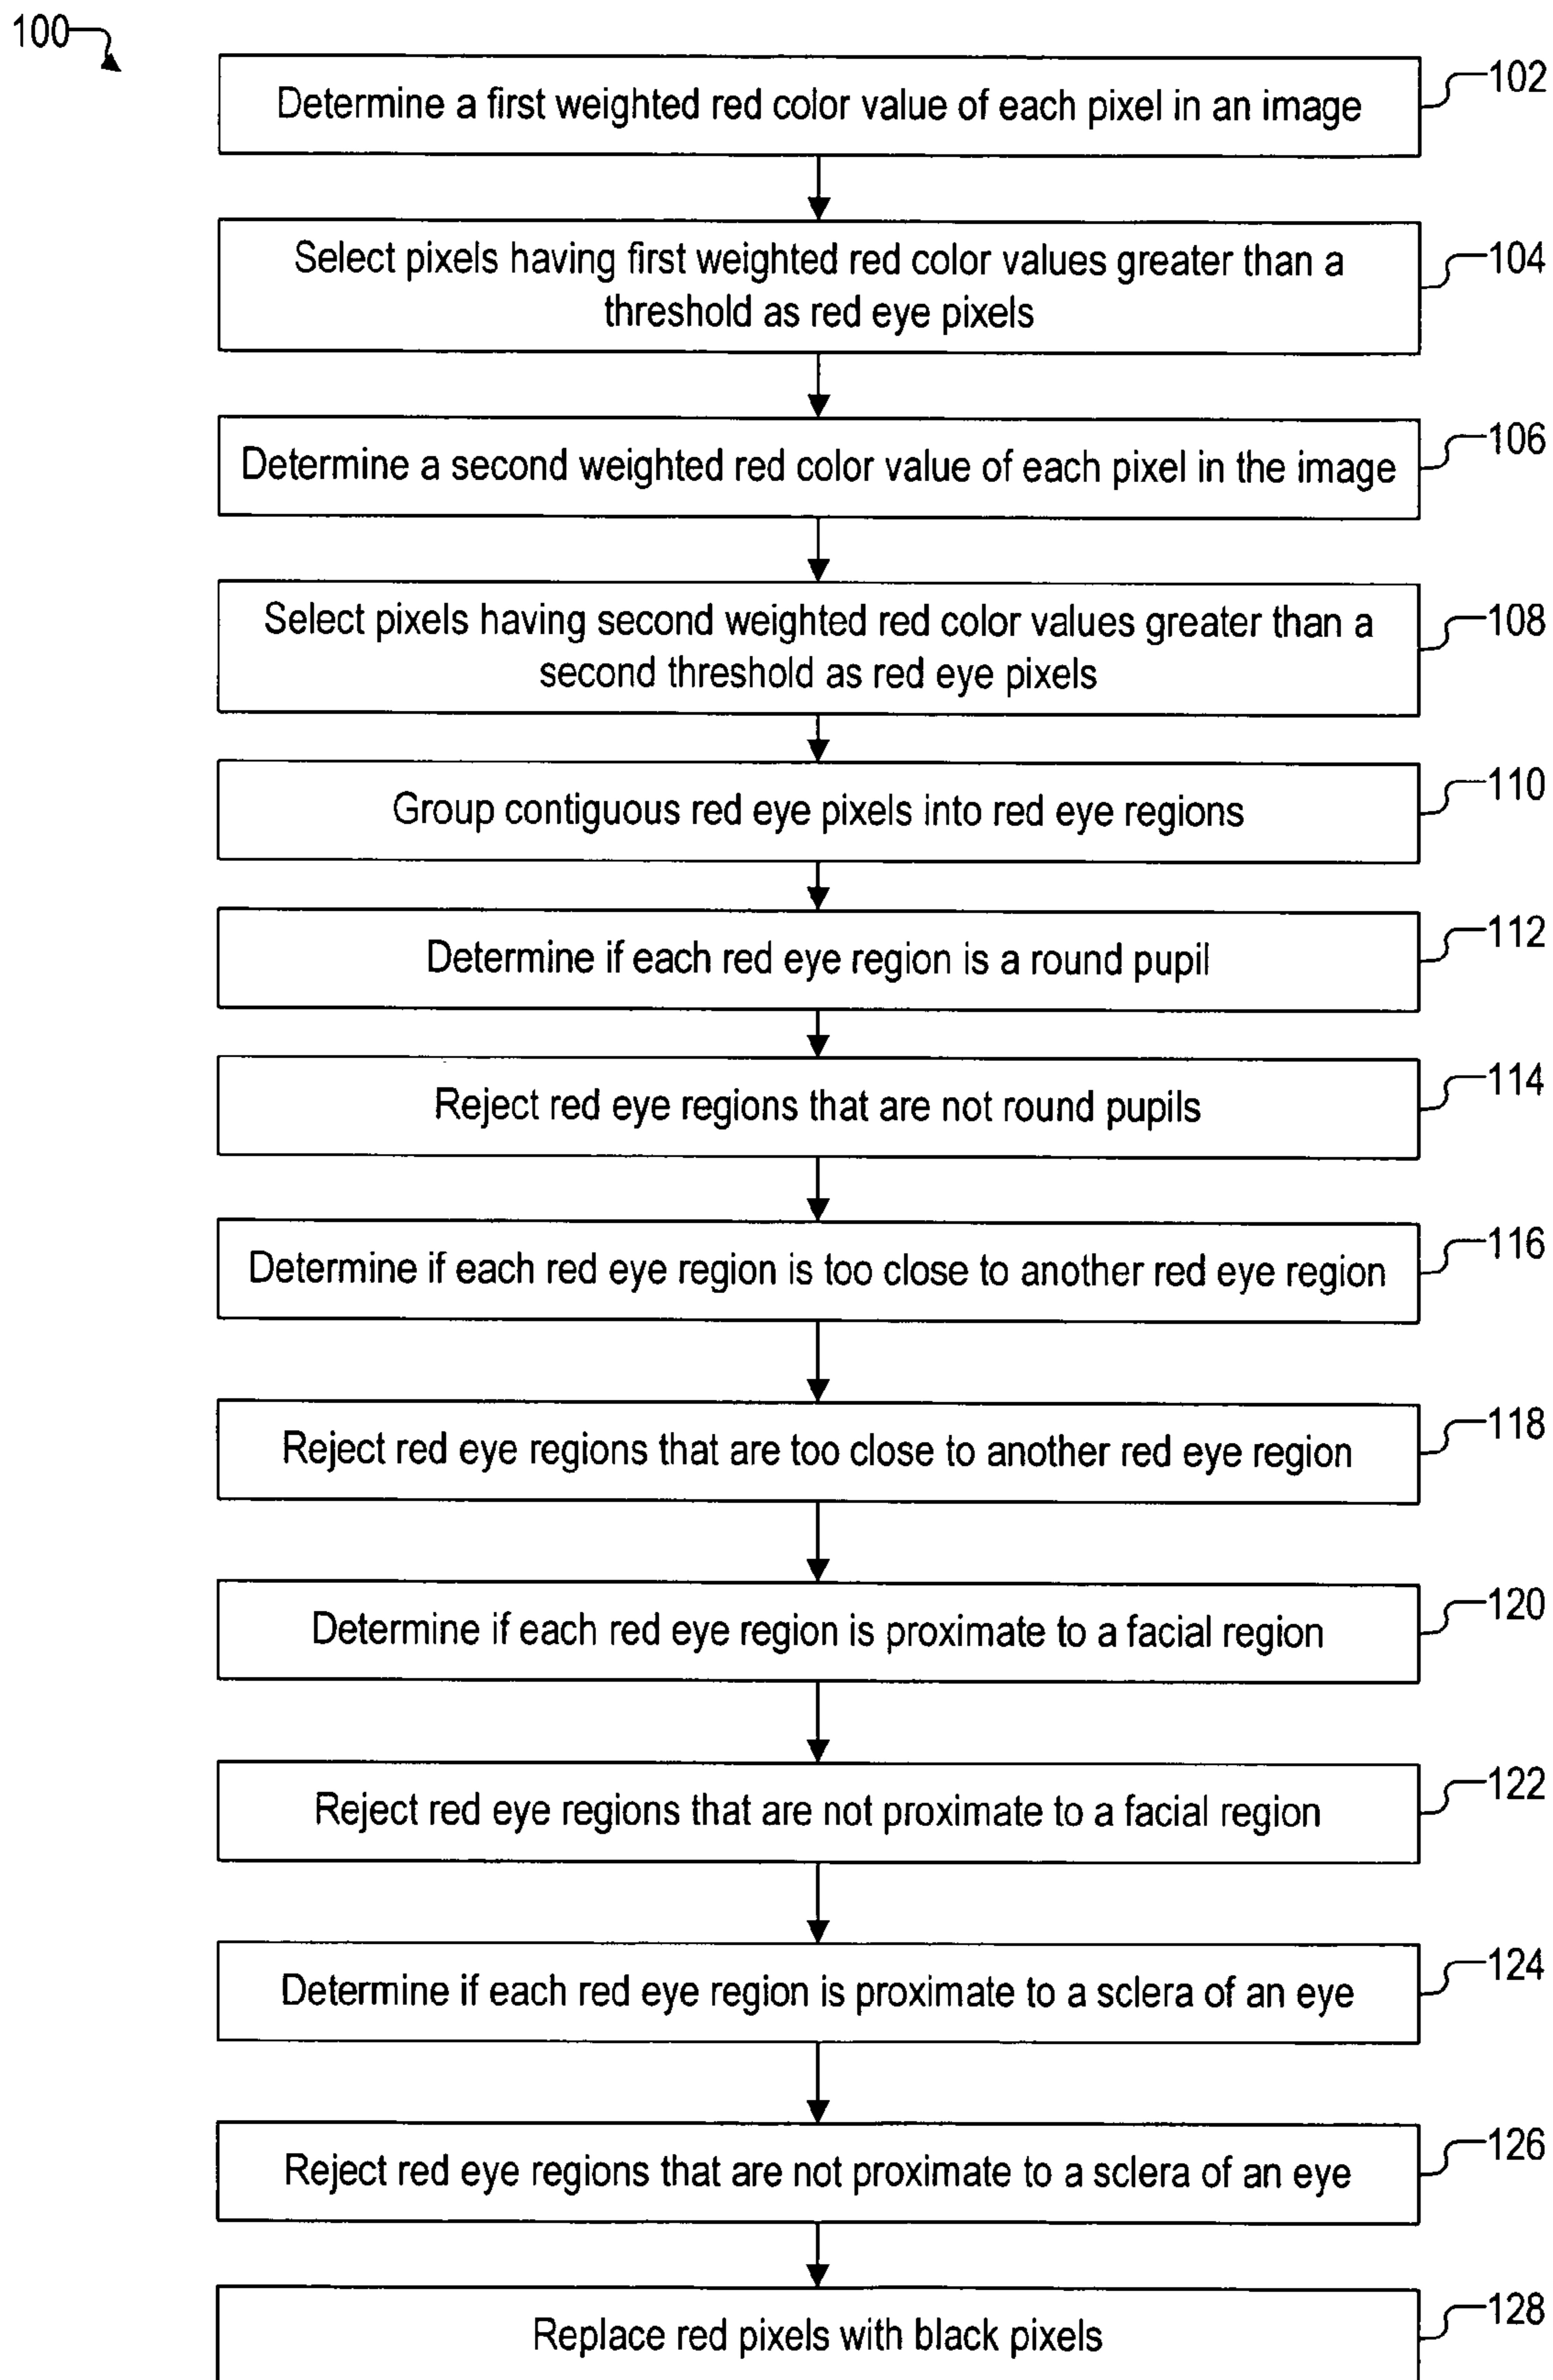 100
Determine a first weighted red color value of each pixel in an image
102
Select pixels having first weighted red color values greater than a
threshold as red eye pixels
104
Determine a second weighted red color value of each pixel in the image
106
Select pixels having second weighted red color values greater than a
second threshold as red eye pixels
108
Group contiguous red eye pixels into red eye regions
110
Determine if each red eye region is a round pupil
112
Reject red eye regions that are not round pupils
114
Determine if each red eye region is too close to another red eye region
116
Reject red eye regions that are too close to another red eye region
118
Determine if each red eye region is proximate to a facial region
120
Reject red eye regions that are not proximate to a facial region
122
Determine if each red eye region is proximate to a sclera of an eye
124
Reject red eye regions that are not proximate to a sclera of an eye
126
Replace red pixels with black pixels
128